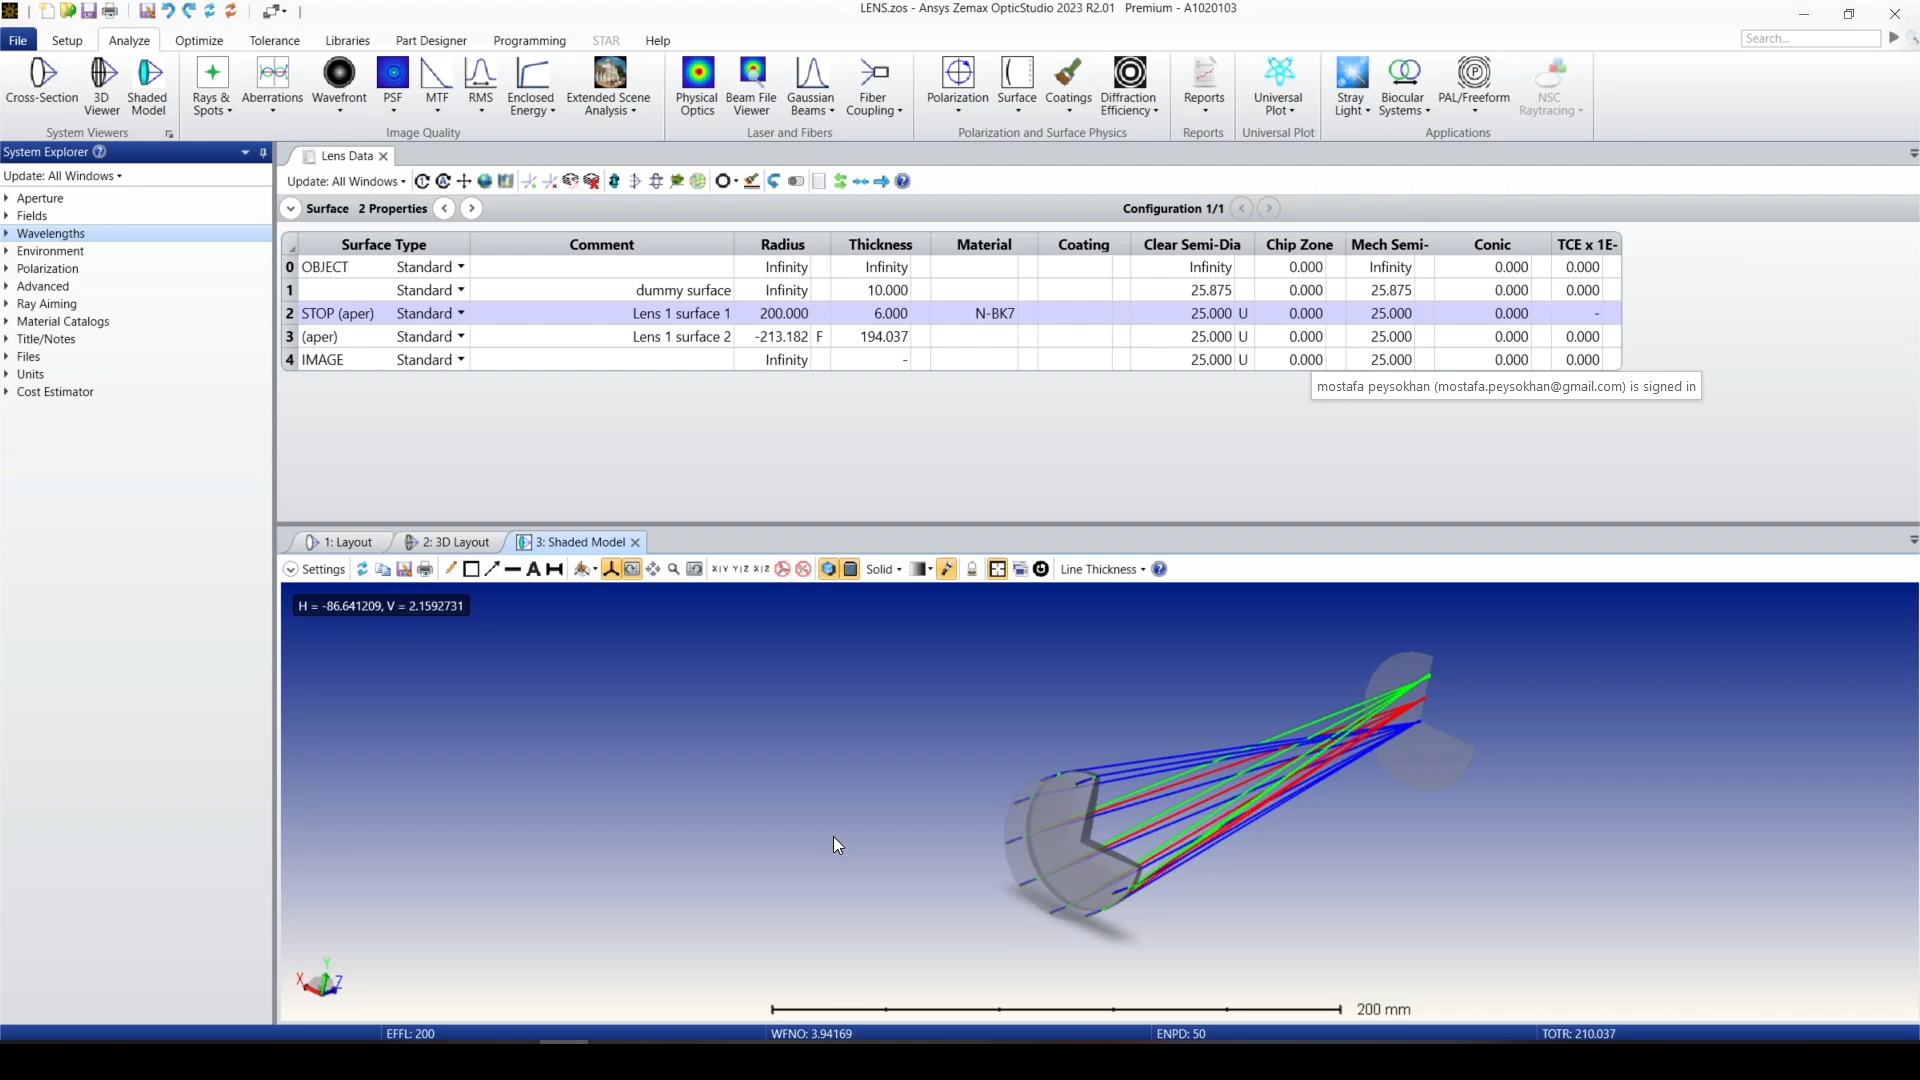 LENS.zos - Ansys Zemax OpticStudio 2023 R2.01   Premium - A1020103
File Setup Analyze Optimize Tolerance Libraries Part Designer Programming STAR Help Search...
Cross-Section 3D Viewer Shaded Model Rays & Spots Aberrations Wavefront PSF MTF RMS Enclosed Energy Extended Scene Analysis Physical Optics Beam File Viewer Gaussian Beams Fiber Coupling Polarization Surface Coatings Diffraction Efficiency Reports Universal Plot Stray Light Biocular Systems PAL/Freeform NSC Raytracing
System Viewers Image Quality Laser and Fibers Polarization and Surface Physics Reports Universal Plot Applications
System Explorer ?
Update: All Windows
Aperture
Fields
Wavelengths
Environment
Polarization
Advanced
Ray Aiming
Material Catalogs
Title/Notes
Files
Units
Cost Estimator
Lens Data
Update: All Windows
Surface 2 Properties Configuration 1/1
Surface Type Comment Radius Thickness Material Coating Clear Semi-Dia Chip Zone Mech Semi- Conic TCE x 1E-
0 OBJECT Standard Infinity Infinity Infinity 0.000 Infinity 0.000 0.000
1 Standard dummy surface Infinity 10.000 25.875 0.000 25.875 0.000 0.000
2 STOP (aper) Standard Lens 1 surface 1 200.000 6.000 N-BK7 25.000 U 0.000 25.000 0.000 -
3 (aper) Standard Lens 1 surface 2 -213.182 F 194.037 25.000 U 0.000 25.000 0.000 0.000
4 IMAGE Standard Infinity - 25.000 U 0.000 25.000 0.000 0.000
mostafa peysokhan (mostafa.peysokhan@gmail.com) is signed in
1: Layout 2: 3D Layout 3: Shaded Model
Settings X|Y Y|Z X|Z Solid Line Thickness
H = -86.641209, V = 2.1592731
X Y Z
200 mm
EFFL: 200 WFNO: 3.94169 ENPD: 50 TOTR: 210.037